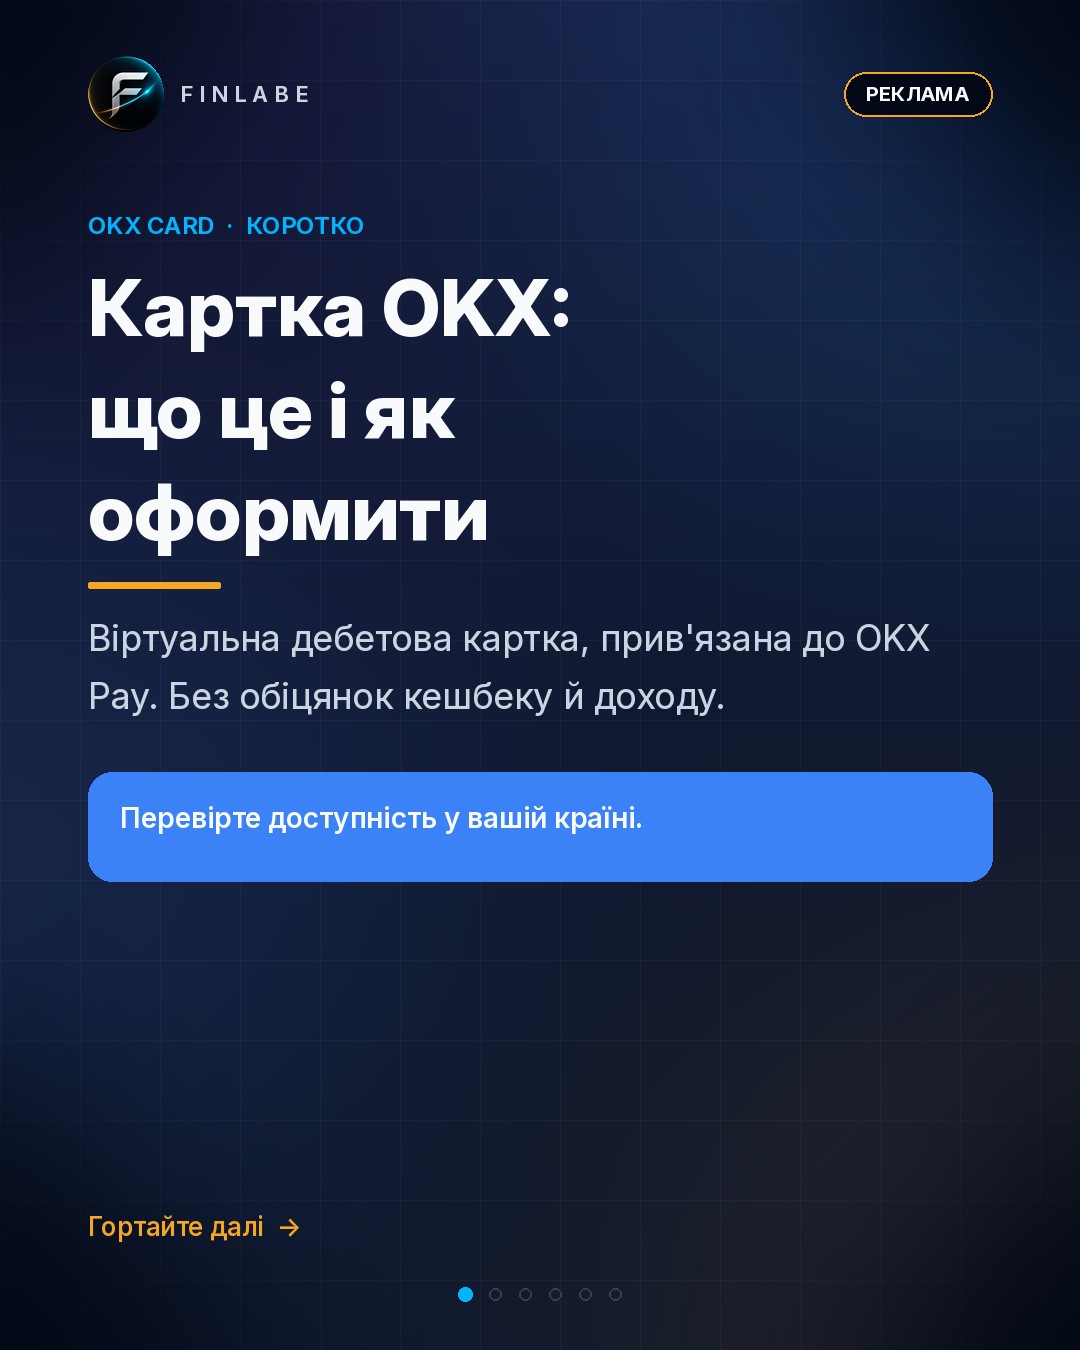 FINLABE
РЕКЛАМА
OKX CARD · КОРОТКО
Картка OKX:
що це і як
оформити
Віртуальна дебетова картка, прив'язана до OKX
Pay. Без обіцянок кешбеку й доходу.
Перевірте доступність у вашій країні.
Гортайте далі →